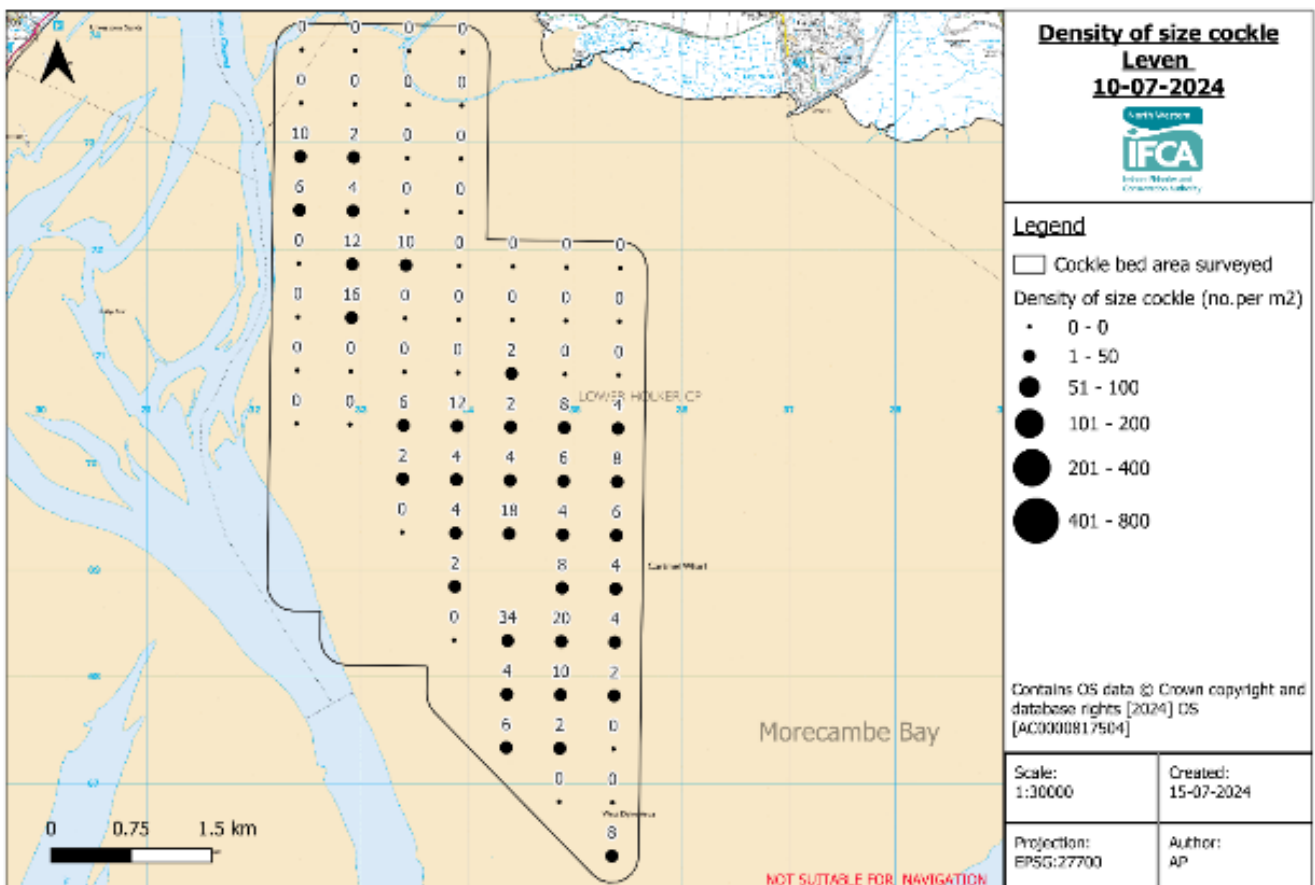 Density of size cockle
Leven
10-07-2024
North Western
IFCA
Legend
Cockle bed area surveyed
Density of size cockle (no.per m2)
0 - 0
1 - 50
51 - 100
101 - 200
201 - 400
401 - 800
Contains OS data © Crown copyright and
database rights [2024] OS
[AC0000817504]
Scale:
1:30000
Created:
15-07-2024
Projection:
EPSG:27700
Author:
AP
0 0 0 0
0 0 0 0
10 2 0 0
6 4 0 0
0 12 10 0 0 0 0
0 16 0 0 0 0 0
0 0 0 0 2 0 0
LOWER HOLKER CP
0 0 6 12 2 8 4
2 4 4 6 8
0 4 18 4 6
2 8 4
Cartmel Wharf
0 34 20 4
4 10 2
6 2 0
Morecambe Bay
0 0
8
0 0.75 1.5 km
NOT SUITABLE FOR NAVIGATION